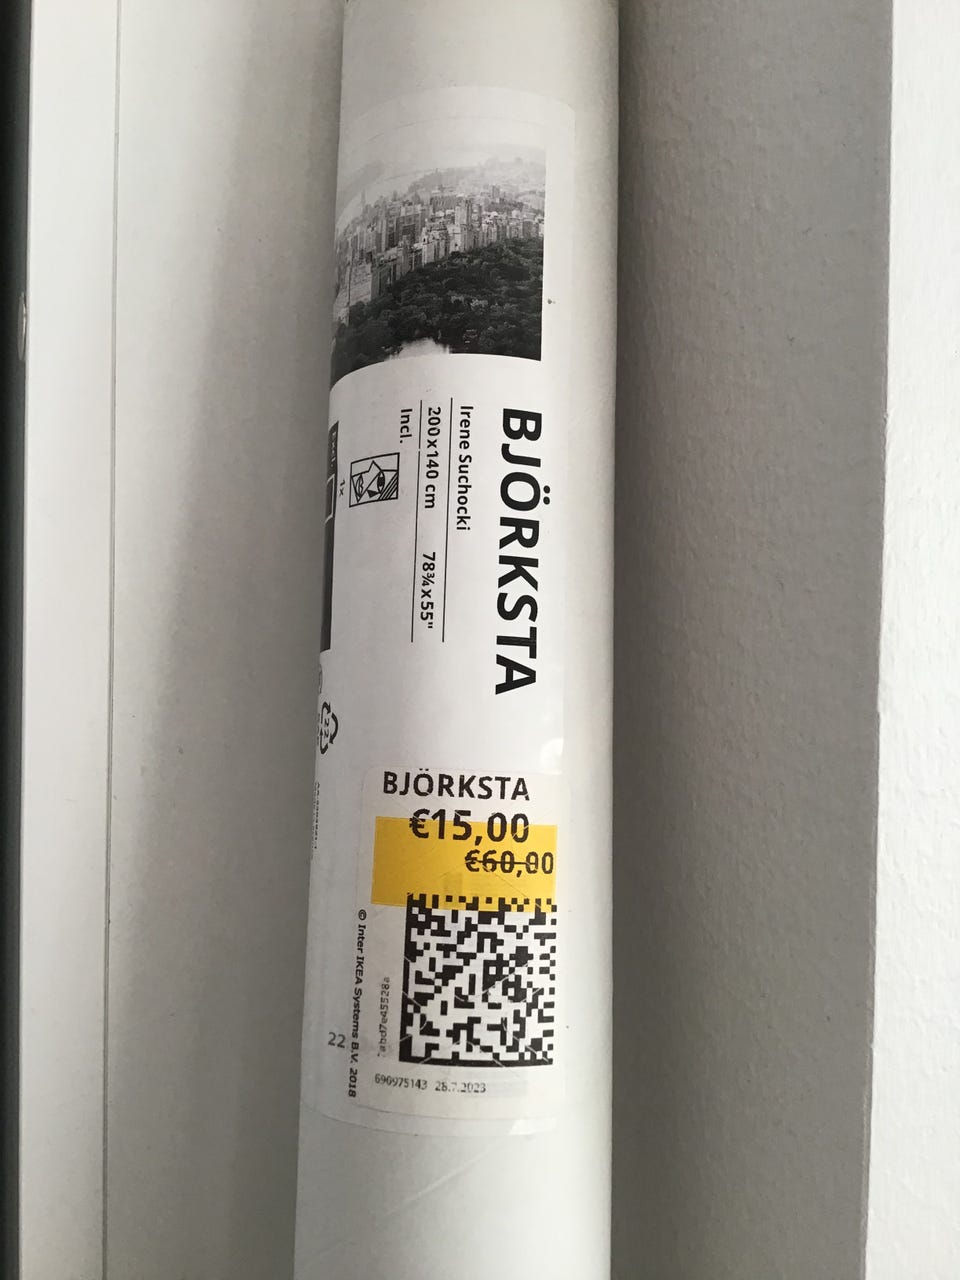 BJÖRKSTA
Irene Suchocki
200x140 cm 78¾x55"
Incl.
1x
BJÖRKSTA
€15,00
€60,00
© Inter IKEA Systems B.V. 2018
22
690975143 28.7.2023